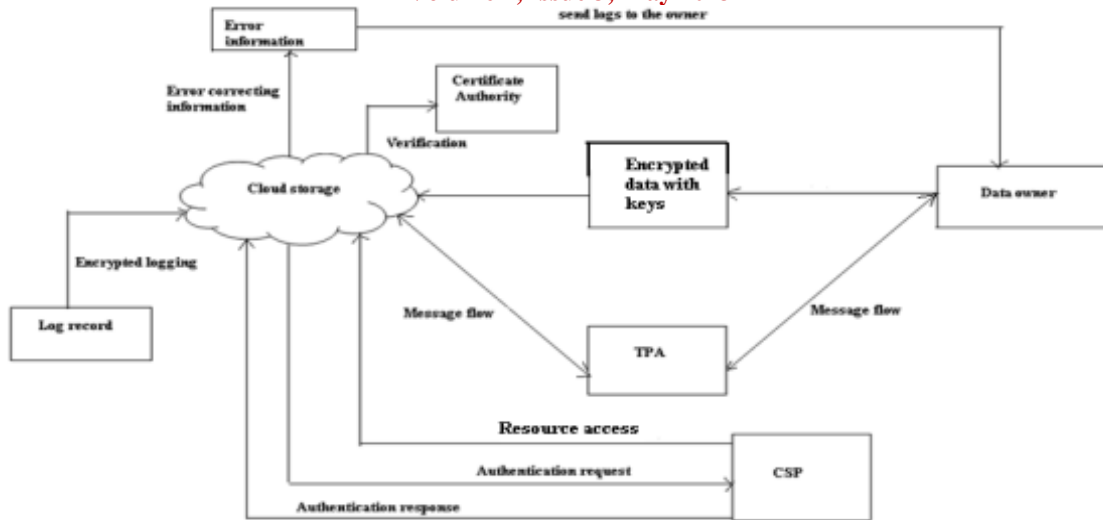 send logs to the owner
Error
information
Error correcting
information
Certificate
Authority
Verification
Encrypted
data with
keys
Cloud storage
Data owner
Encrypted logging
Log record
Message flow
Message flow
TPA
Resource access
Authentication request
CSP
Authentication response